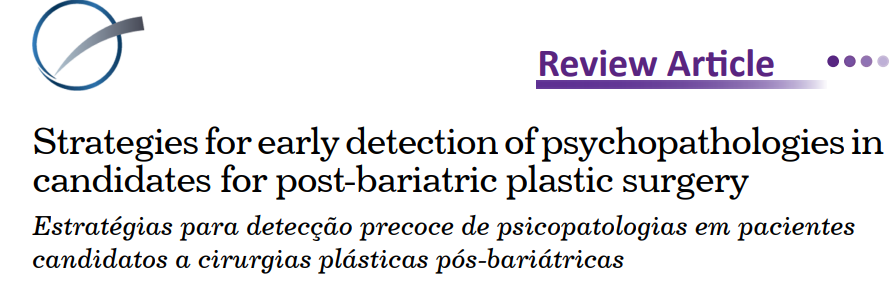 Review Article
Strategies for early detection of psychopathologies in
candidates for post-bariatric plastic surgery
Estratégias para detecção precoce de psicopatologias em pacientes
candidatos a cirurgias plásticas pós-bariátricas